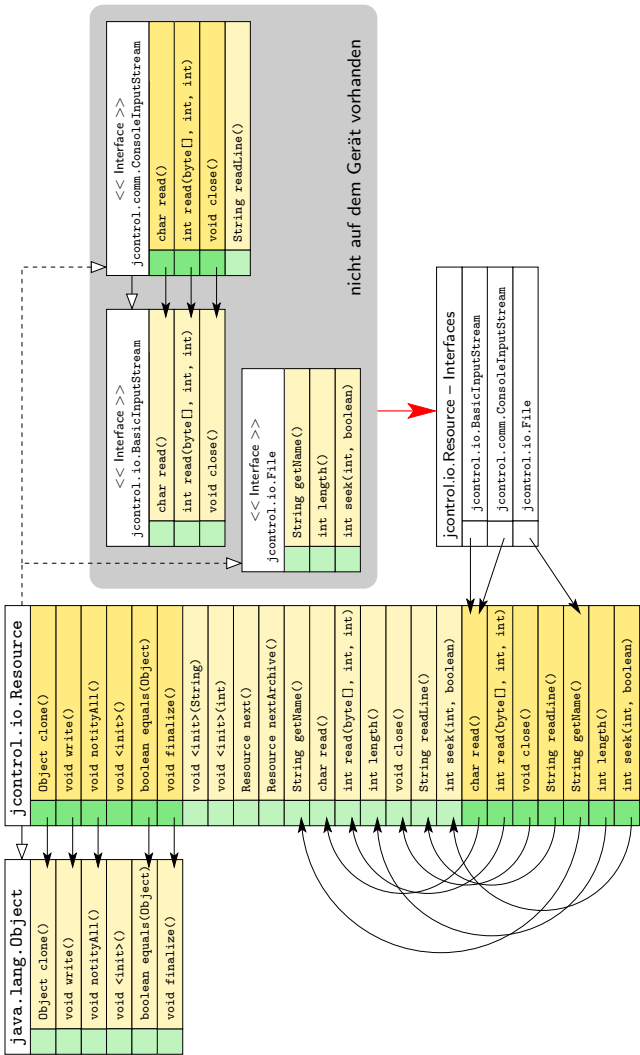 java.lang.Object
Object clone()
void write()
void notityAll()
void <init>()
boolean equals(Object)
void finalize()
jcontrol.io.Resource
Object clone()
void write()
void notityAll()
void <init>()
boolean equals(Object)
void finalize()
void <init>(String)
void <init>(int)
Resource next()
Resource nextArchive()
String getName()
char read()
int read(byte[], int, int)
int length()
void close()
String readLine()
int seek(int, boolean)
char read()
int read(byte[], int, int)
void close()
String readLine()
String getName()
int length()
int seek(int, boolean)
<< Interface >>
jcontrol.io.BasicInputStream
char read()
int read(byte[], int, int)
void close()
<< Interface >>
jcontrol.comm.ConsoleInputStream
char read()
int read(byte[], int, int)
void close()
String readLine()
<< Interface >>
jcontrol.io.File
String getName()
int length()
int seek(int, boolean)
nicht auf dem Gerät vorhanden
jcontrol.io.Resource – Interfaces
jcontrol.io.BasicInputStream
jcontrol.comm.ConsoleInputStream
jcontrol.io.File